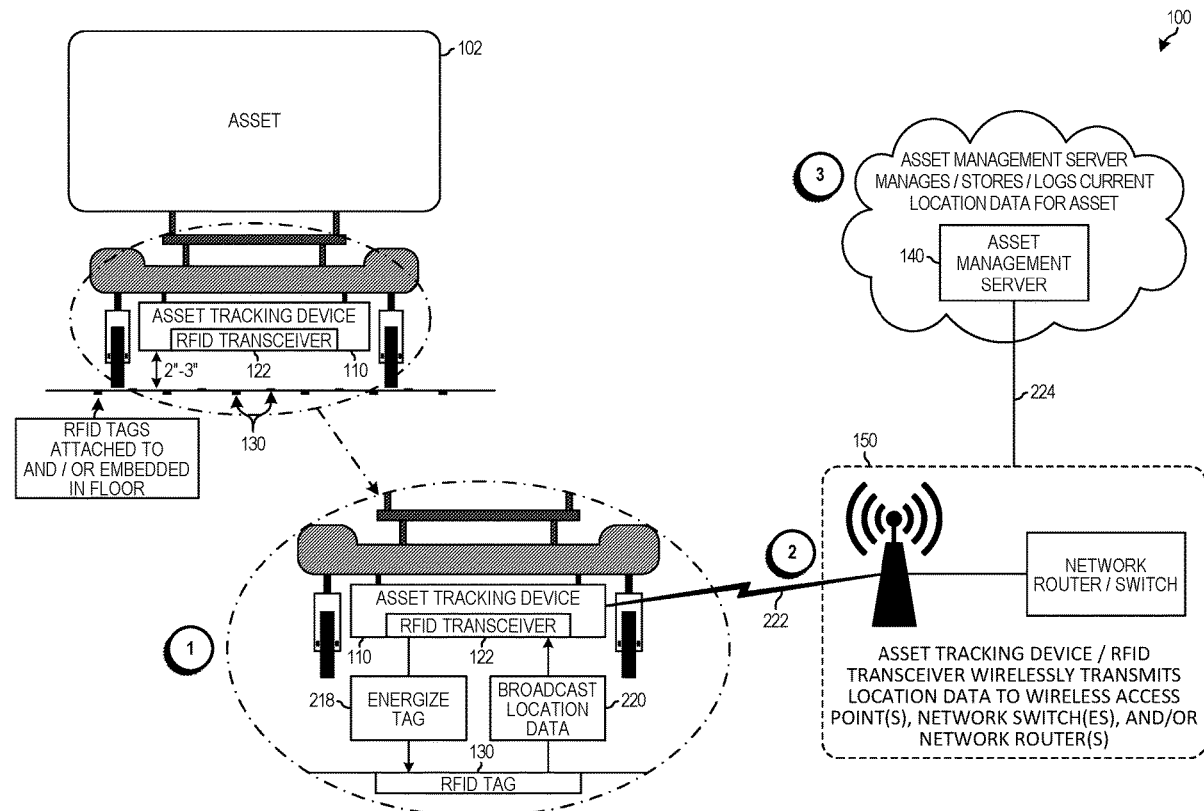 100
102
ASSET
3
ASSET MANAGEMENT SERVER
MANAGES / STORES / LOGS CURRENT
LOCATION DATA FOR ASSET
140
ASSET
MANAGEMENT
SERVER
ASSET TRACKING DEVICE
RFID TRANSCEIVER
2"-3"
122
110
RFID TAGS
ATTACHED TO
AND / OR EMBEDDED
IN FLOOR
130
224
150
2
NETWORK
ROUTER / SWITCH
222
1
ASSET TRACKING DEVICE
RFID TRANSCEIVER
110
122
218
ENERGIZE
TAG
BROADCAST
LOCATION
DATA
220
130
RFID TAG
ASSET TRACKING DEVICE / RFID
TRANSCEIVER WIRELESSLY TRANSMITS
LOCATION DATA TO WIRELESS ACCESS
POINT(S), NETWORK SWITCH(ES), AND/OR
NETWORK ROUTER(S)